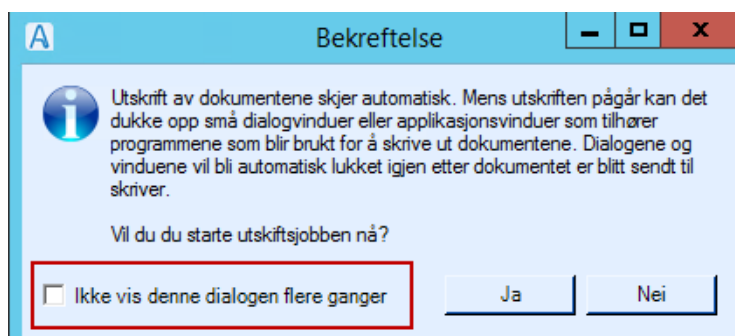 A
Bekreftelse
Utskrift av dokumentene skjer automatisk. Mens utskriften pågår kan det
dukke opp små dialogvinduer eller applikasjonsvinduer som tilhører
programmene som blir brukt for å skrive ut dokumentene. Dialogene og
vinduene vil bli automatisk lukket igjen etter dokumentet er blitt sendt til
skriver.
Vil du du starte utskiftsjobben nå?
Ikke vis denne dialogen flere ganger
Ja
Nei